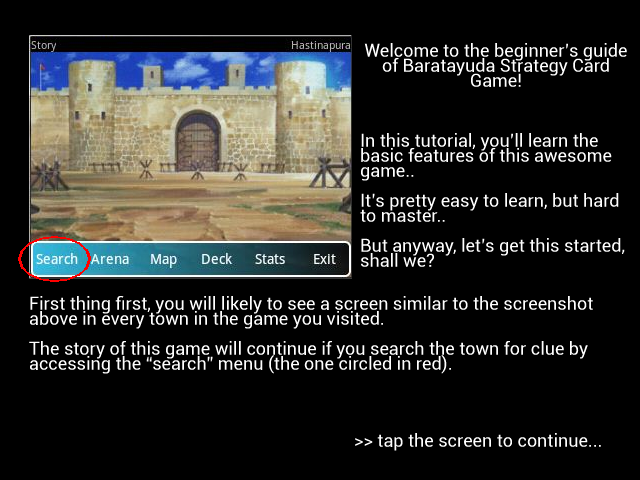 Story
Hastinapura
Search
Arena
Map
Deck
Stats
Exit
Welcome to the beginner's guide
of Baratayuda Strategy Card
Game!
In this tutorial, you'll learn the
basic features of this awesome
game..
It's pretty easy to learn, but hard
to master..
But anyway, let's get this started,
shall we?
First thing first, you will likely to see a screen similar to the screenshot
above in every town in the game you visited.
The story of this game will continue if you search the town for clue by
accessing the “search” menu (the one circled in red).
>> tap the screen to continue...